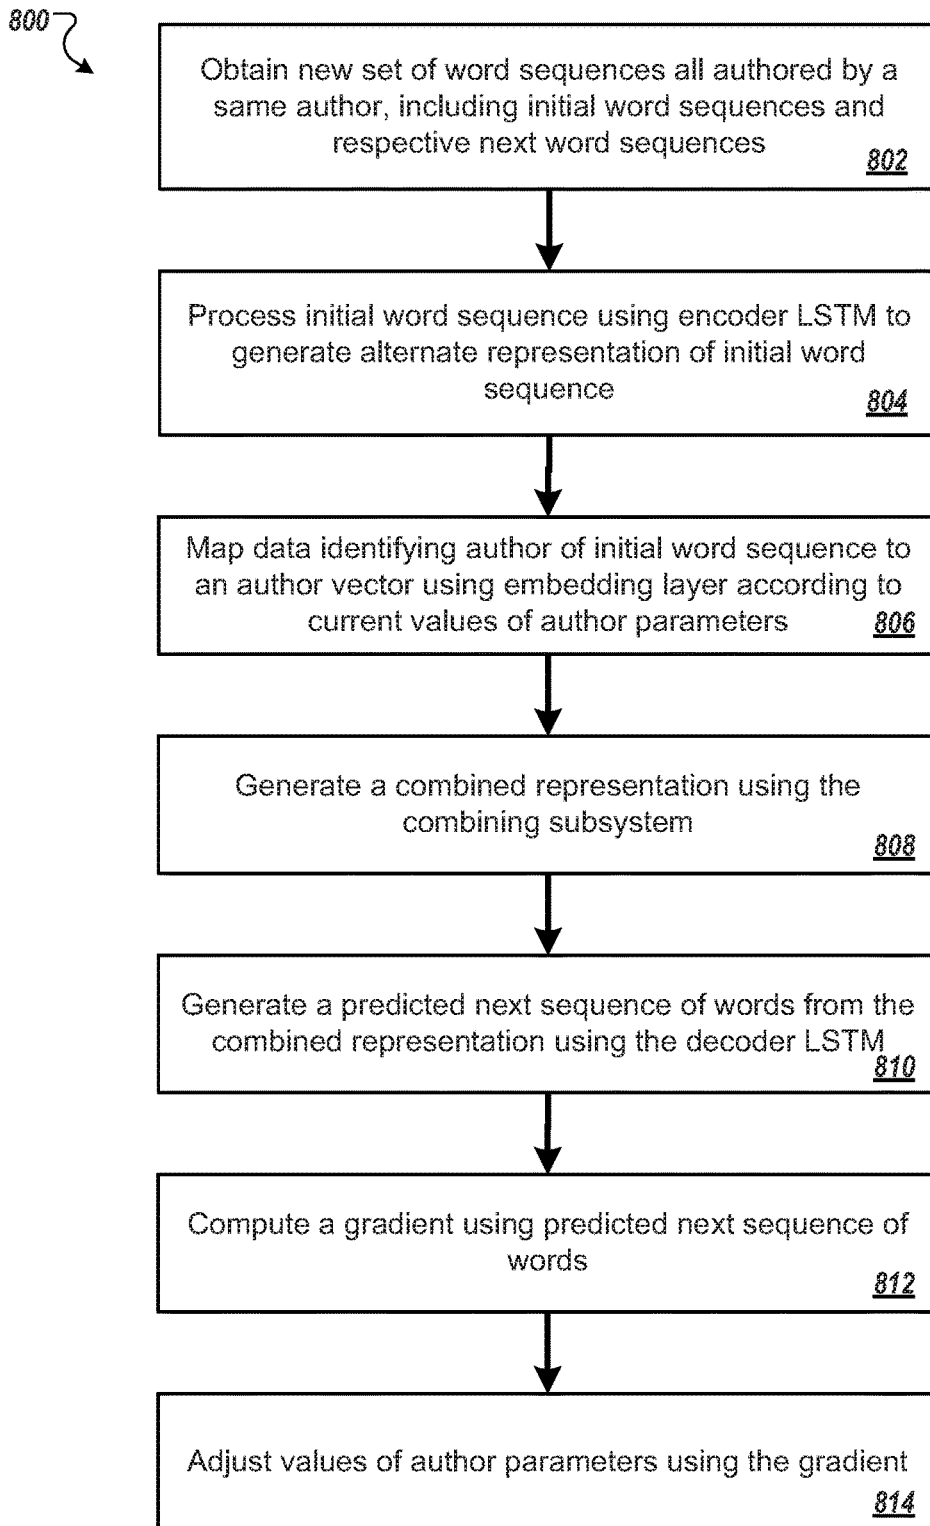 800
Obtain new set of word sequences all authored by a
same author, including initial word sequences and
respective next word sequences
802
Process initial word sequence using encoder LSTM to
generate alternate representation of initial word
sequence
804
Map data identifying author of initial word sequence to
an author vector using embedding layer according to
current values of author parameters
806
Generate a combined representation using the
combining subsystem
808
Generate a predicted next sequence of words from the
combined representation using the decoder LSTM
810
Compute a gradient using predicted next sequence of
words
812
Adjust values of author parameters using the gradient
814